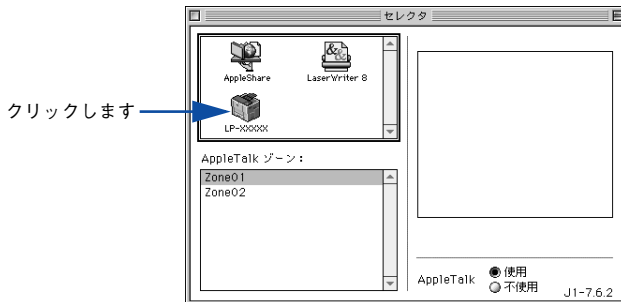 セレクタ
AppleShare
LaserWriter 8
クリックします
LP-XXXXX
AppleTalk ゾーン：
Zone01
Zone02
AppleTalk
使用
不使用
J1-7.6.2